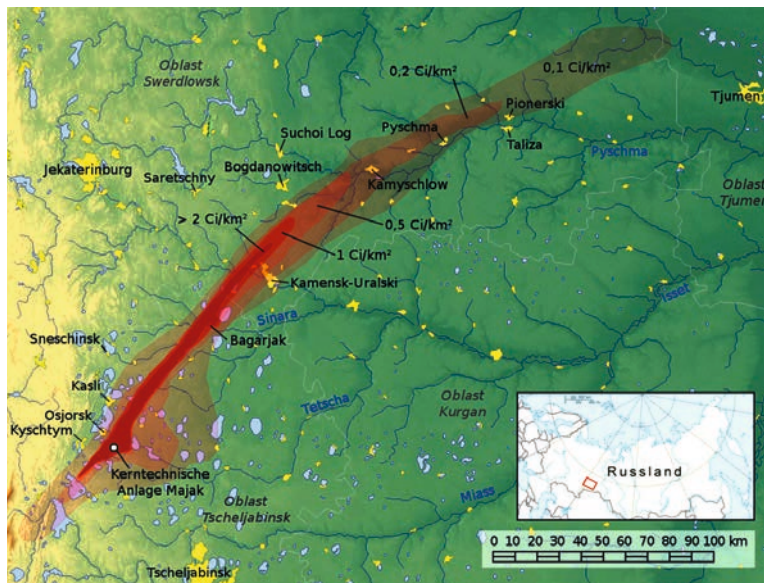 Oblast
Swerdlowsk
0,2 Ci/km²
0,1 Ci/km²
Tjumen
Pionerski
Pyschma
Suchoi Log
Taliza
Pyschma
Bogdanowitsch
Jekaterinburg
Saretschny
Kamyschlow
Oblast
Tjumen
> 2 Ci/km²
0,5 Ci/km²
1 Ci/km²
Kamensk-Uralski
Isset
Sinara
Bagarjak
Sneschinsk
Kasli
Tetscha
Oblast
Kurgan
Osjorsk
Kyschtym
Kerntechnische
Anlage Majak
Russland
Miass
Oblast
Tscheljabinsk
Tscheljabinsk
0 10 20 30 40 50 60 70 80 90 100
km